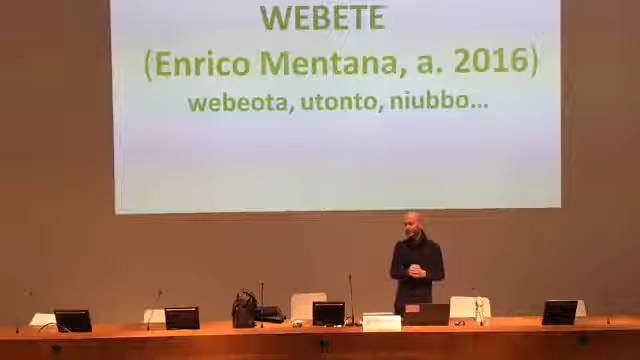 WEBETE
(Enrico Mentana, a. 2016)
webeota, utonto, niubbo...